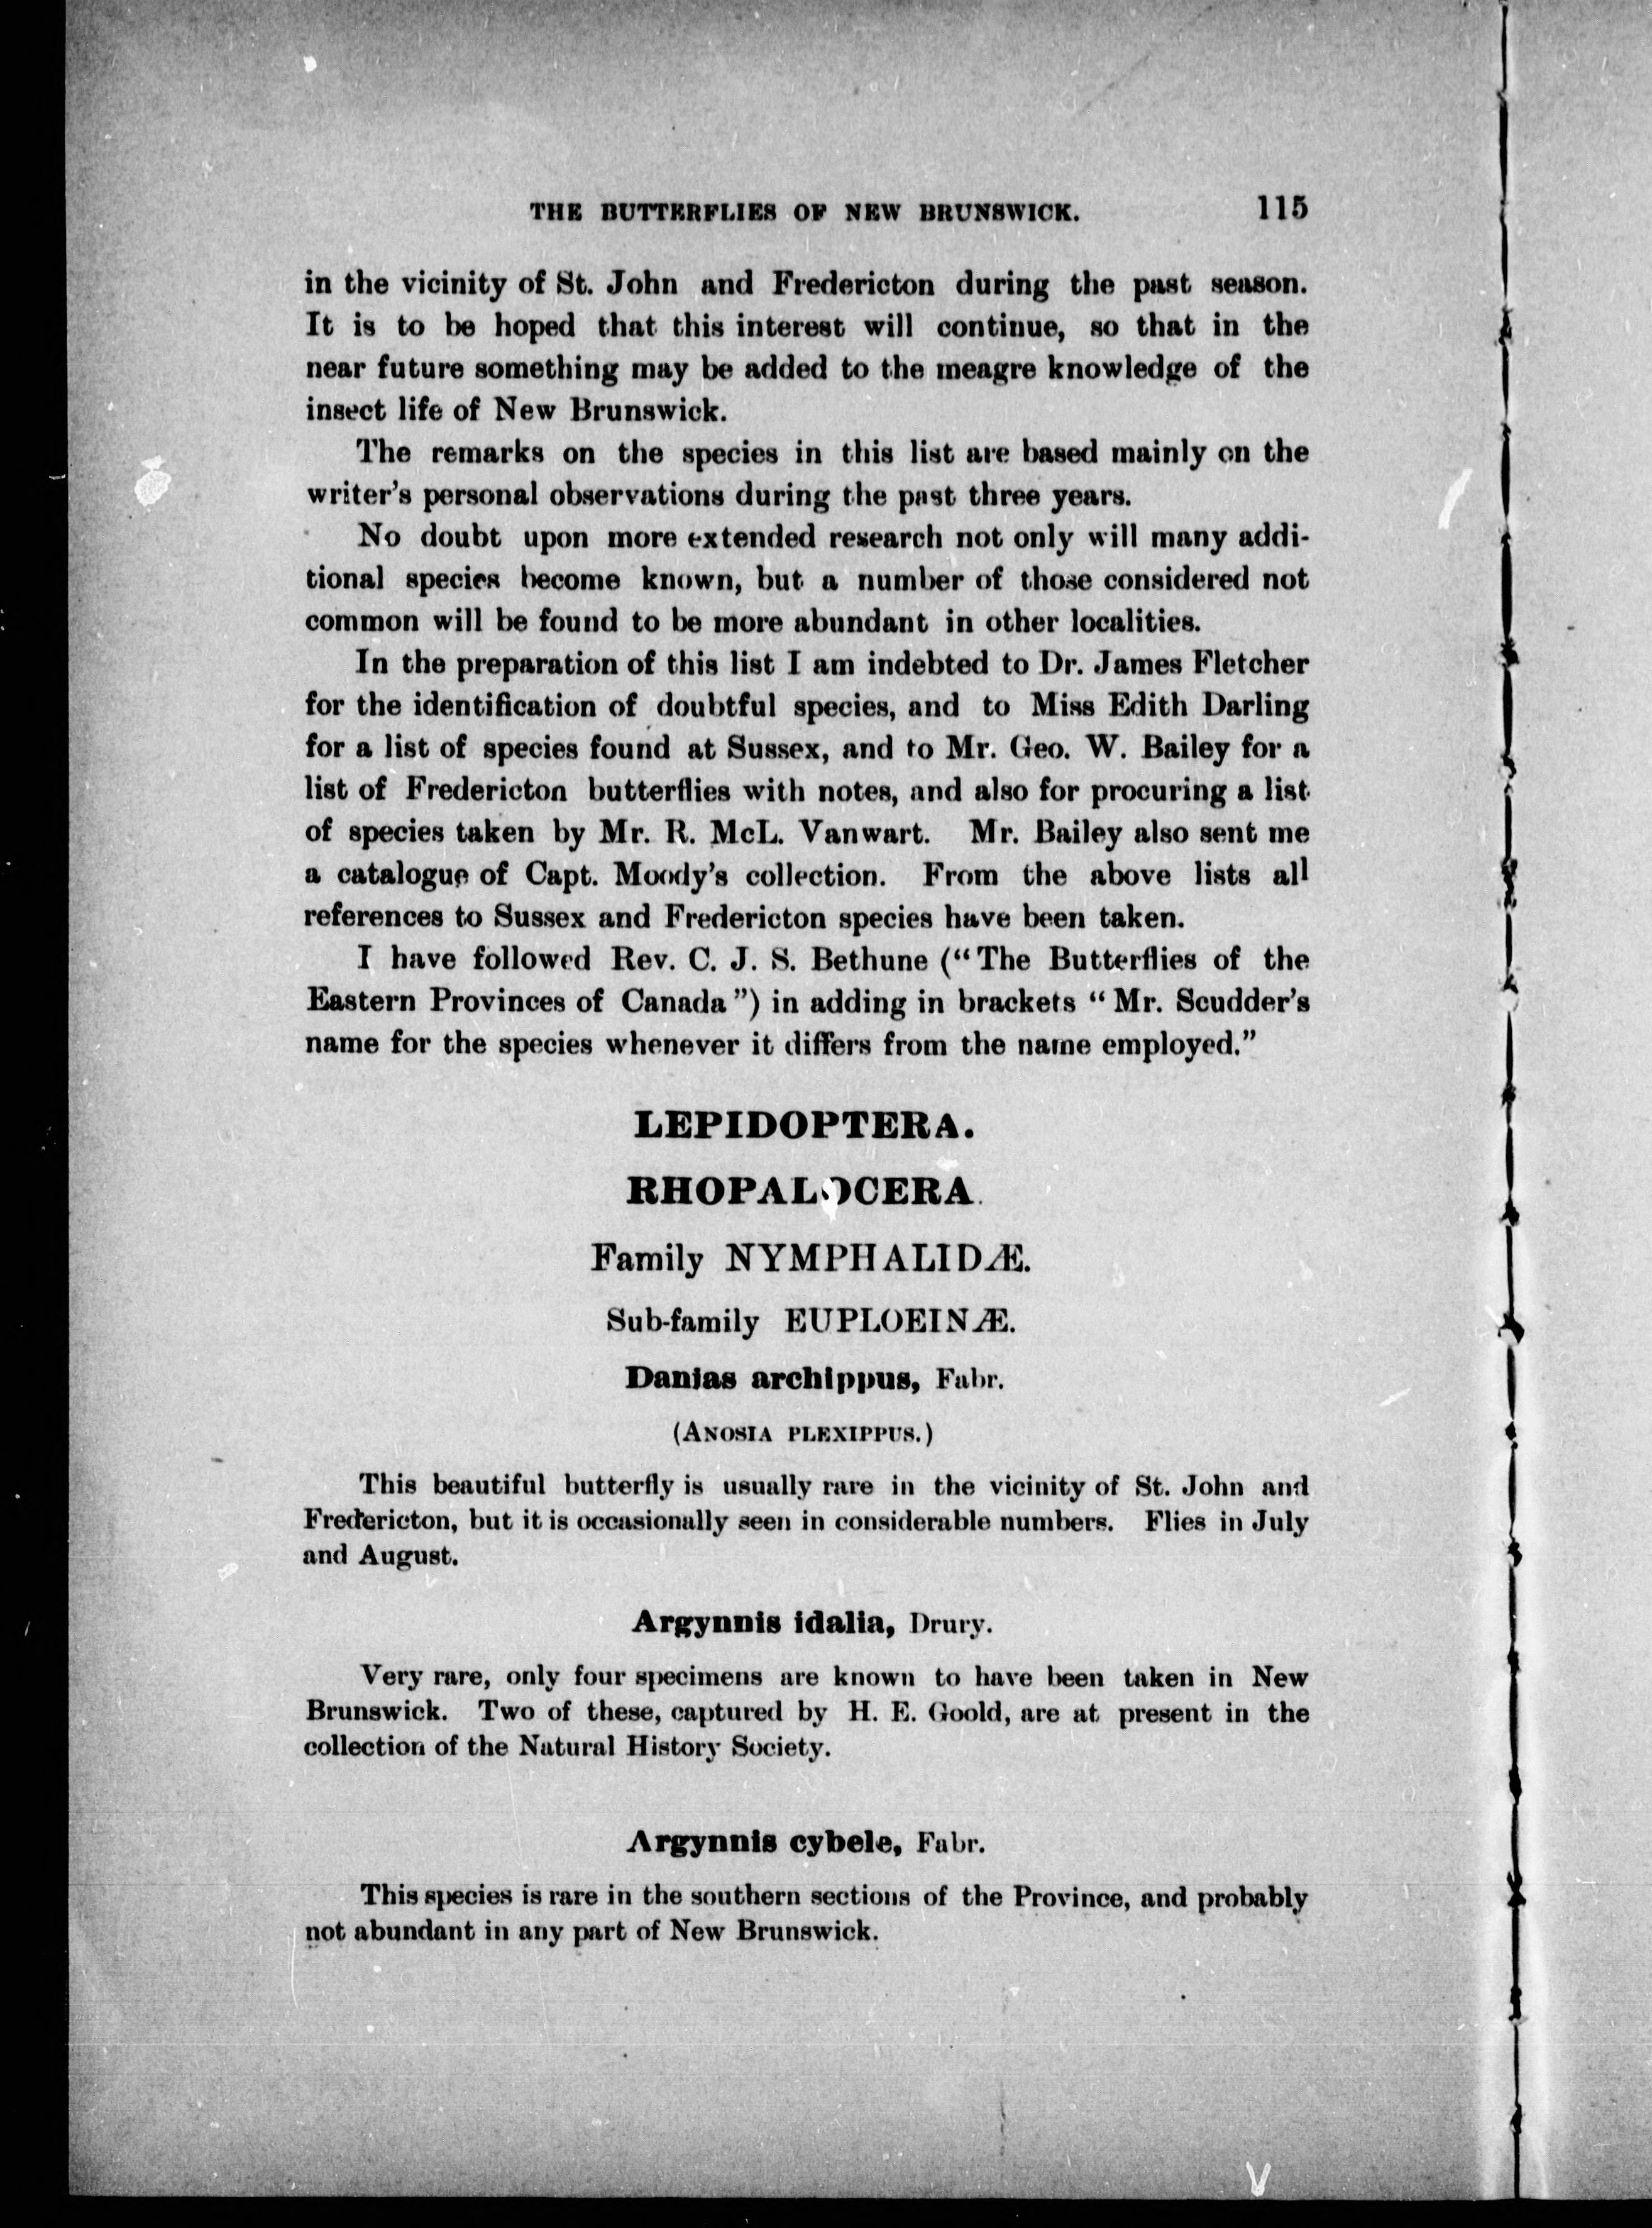 THE BUTTERFLIES OF NEW BRUNSWICK. 115
in the vicinity of St. John and Fredericton during the past season.
It is to be hoped that this interest will continue, so that in the
near future something may be added to the meagre knowledge of the
insect life of New Brunswick.
The remarks on the species in this list are based mainly on the
writer's personal observations during the past three years.
No doubt upon more extended research not only will many addi-
tional species become known, but a number of those considered not
common will be found to be more abundant in other localities.
In the preparation of this list I am indebted to Dr. James Fletcher
for the identification of doubtful species, and to Miss Edith Darling
for a list of species found at Sussex, and to Mr. Geo. W. Bailey for a
list of Fredericton butterflies with notes, and also for procuring a list
of species taken by Mr. R. McL. Vanwart. Mr. Bailey also sent me
a catalogue of Capt. Moody's collection. From the above lists all
references to Sussex and Fredericton species have been taken.
I have followed Rev. C. J. S. Bethune ("The Butterflies of the
Eastern Provinces of Canada") in adding in brackets "Mr. Scudder's
name for the species whenever it differs from the name employed."
LEPIDOPTERA.
RHOPALOCERA.
Family NYMPHALIDÆ.
Sub-family EUPLOEINÆ.
Danias archippus, Fabr.
(ANOSIA PLEXIPPUS.)
This beautiful butterfly is usually rare in the vicinity of St. John and
Fredericton, but it is occasionally seen in considerable numbers. Flies in July
and August.
Argynnis idalia, Drury.
Very rare, only four specimens are known to have been taken in New
Brunswick. Two of these, captured by H. E. Goold, are at present in the
collection of the Natural History Society.
Argynnis cybele, Fabr.
This species is rare in the southern sections of the Province, and probably
not abundant in any part of New Brunswick.